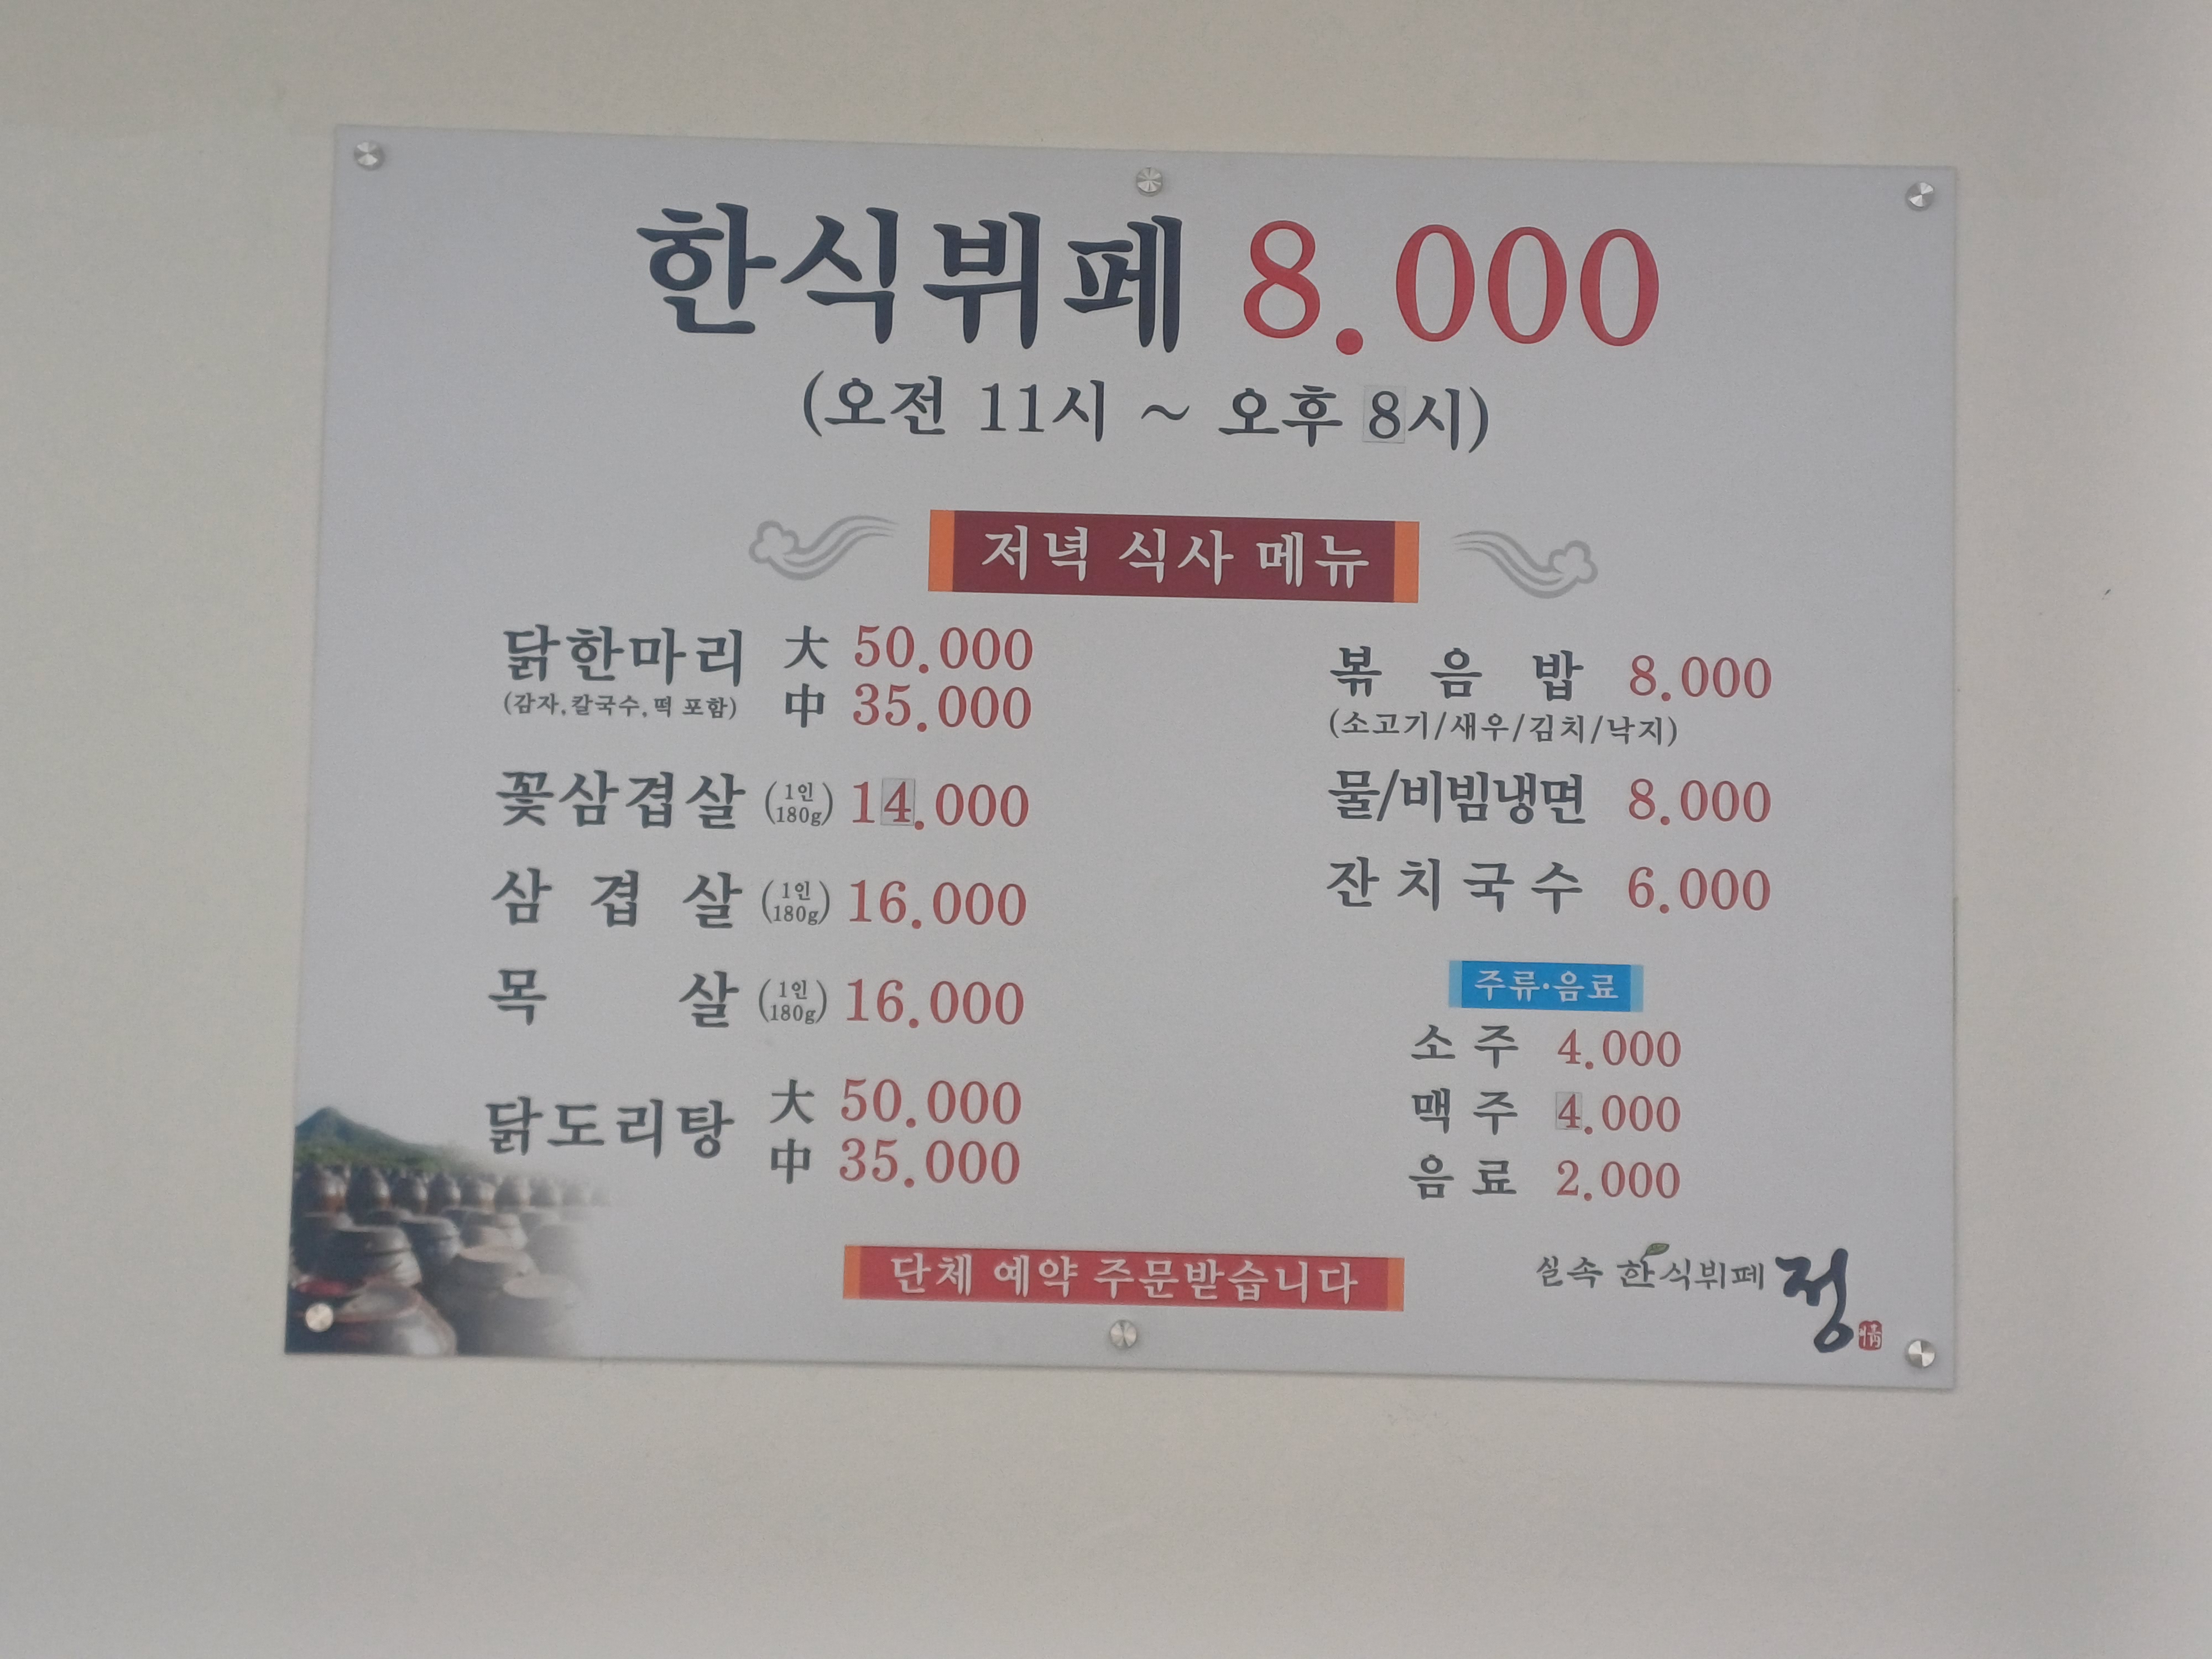 한식뷔페 8.000
(오전 11시 ~ 오후 8시)
저녁 식사 메뉴
닭한마리 大 50.000
(감자,칼국수,떡 포함) 中 35.000
꽃삼겹살 (1인 180g) 14.000
삼겹살 (1인 180g) 16.000
목살 (1인 180g) 16.000
닭도리탕 大 50.000
中 35.000
볶음밥 8.000
(소고기/새우/김치/낙지)
물/비빔냉면 8.000
잔치국수 6.000
주류·음료
소주 4.000
맥주 4.000
음료 2.000
단체 예약 주문받습니다
실속 한식뷔페 정 情